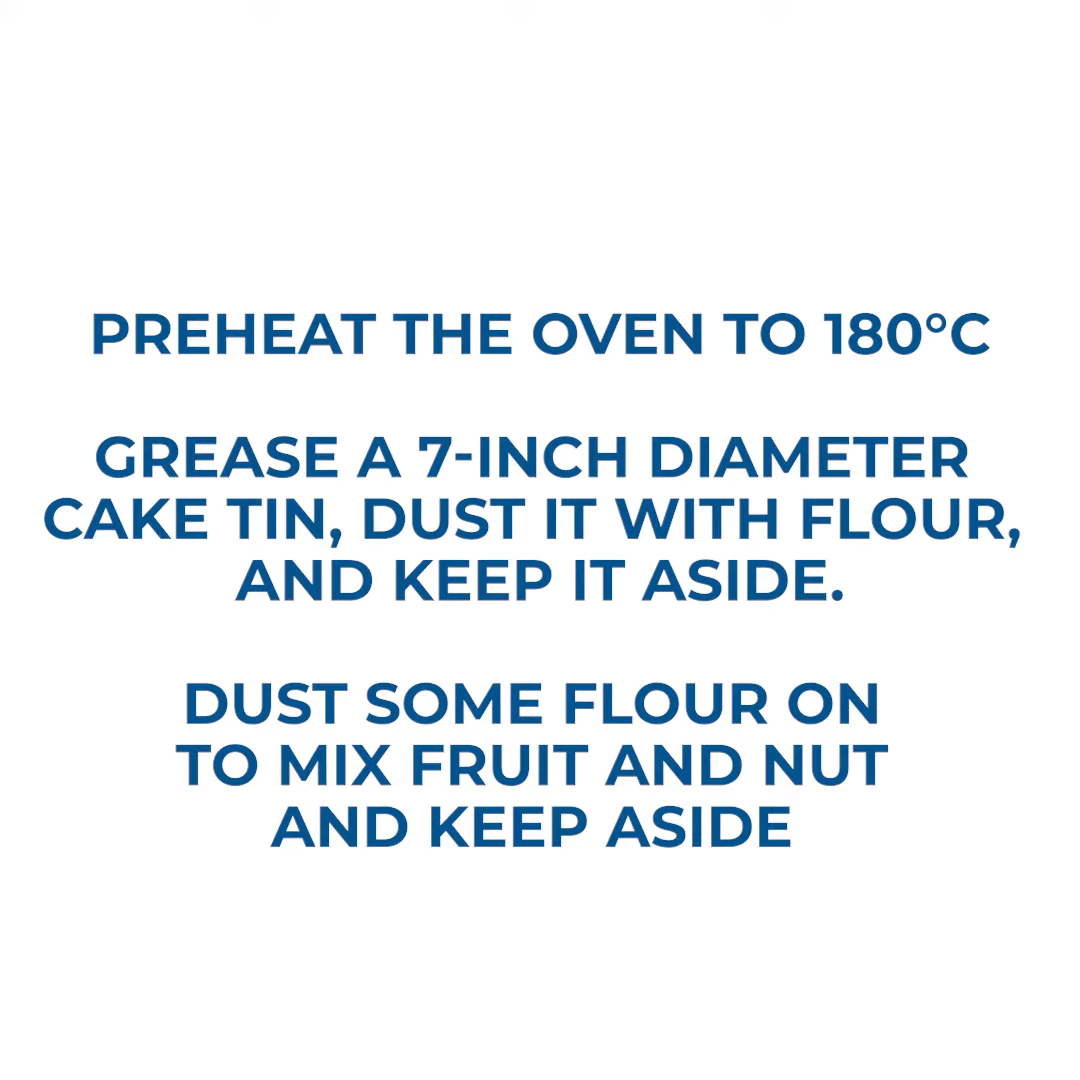 PREHEAT THE OVEN TO 180°C
GREASE A 7-INCH DIAMETER
CAKE TIN, DUST IT WITH FLOUR,
AND KEEP IT ASIDE.
DUST SOME FLOUR ON
TO MIX FRUIT AND NUT
AND KEEP ASIDE